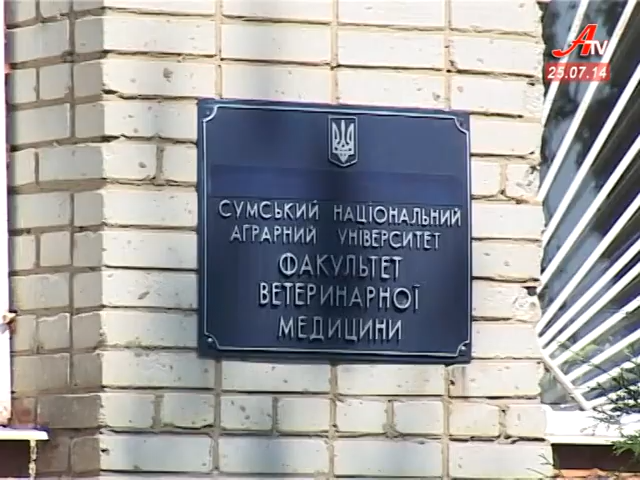 ATV
25.07.14
СУМСЬКИЙ НАЦІОНАЛЬНИЙ
АГРАРНИЙ УНІВЕРСИТЕТ
ФАКУЛЬТЕТ
ВЕТЕРИНАРНОЇ
МЕДИЦИНИ